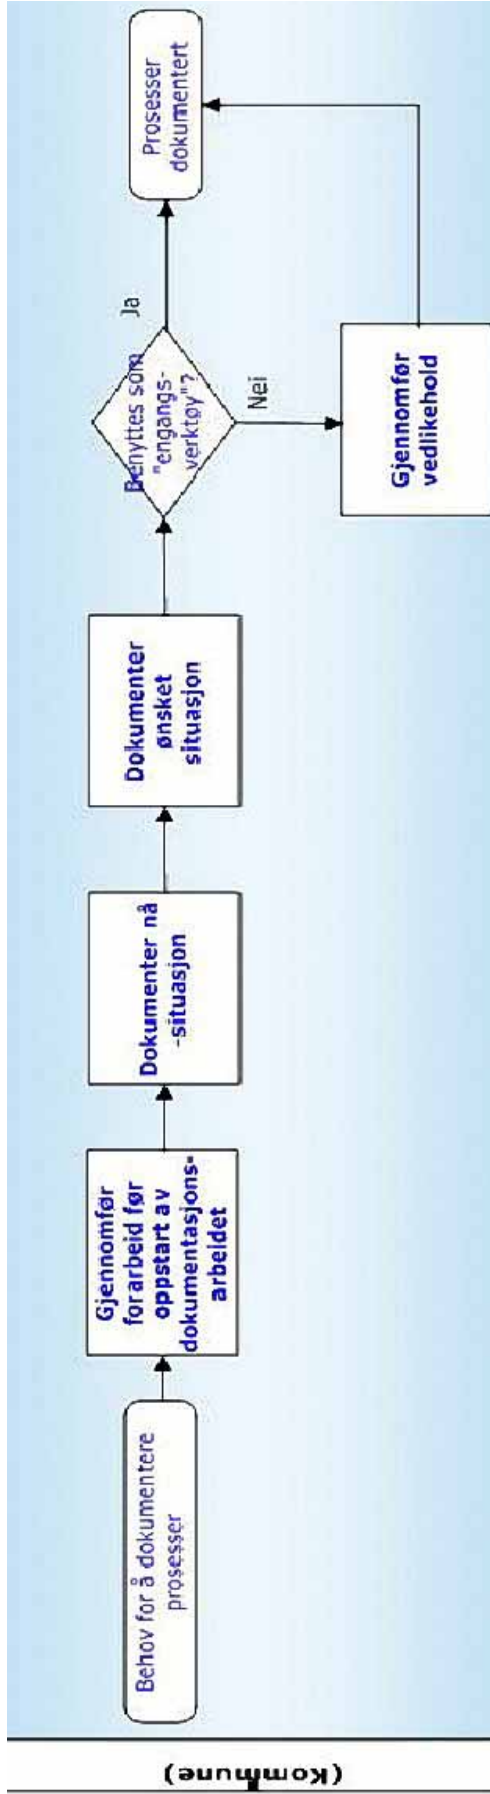 (Kommune)
Behov for å dokumentere
prosesser
Gjennomfør
forarbeid før
oppstart av
dokumentasjons-
arbeidet
Dokumenter nå
-situasjon
Dokumenter
ønsket
situasjon
Benyttes som
"engangs-
verktøy"?
Ja
Nei
Prosesser
dokumentert
Gjennomfør
vedlikehold